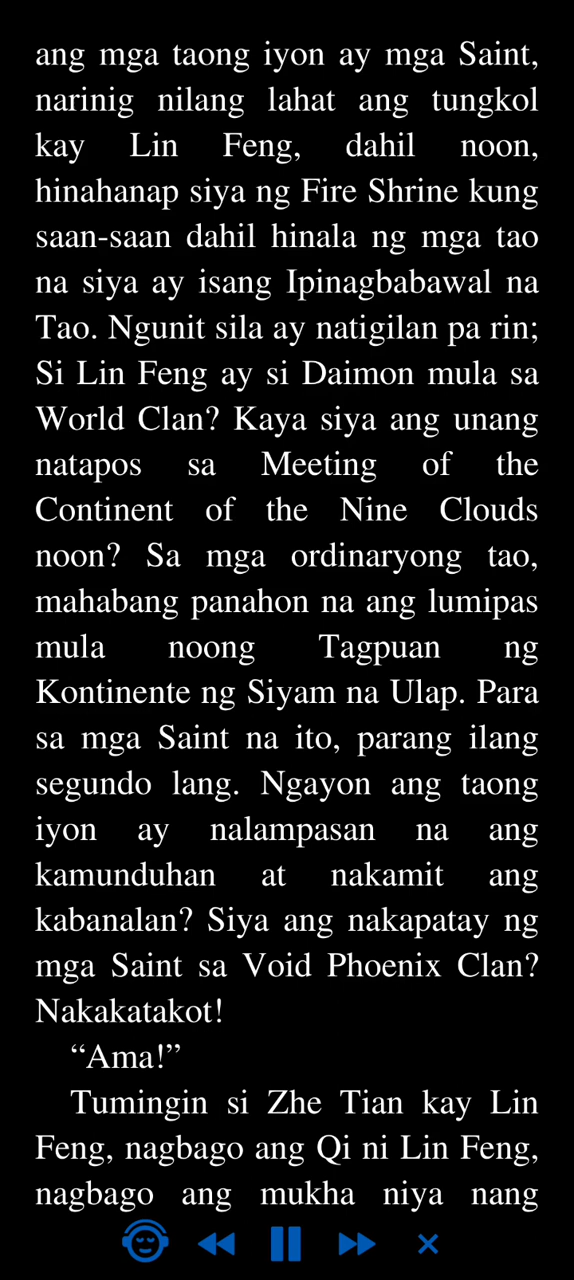 ang mga taong iyon ay mga Saint,
narinig nilang lahat ang tungkol
kay Lin Feng, dahil noon,
hinahanap siya ng Fire Shrine kung
saan-saan dahil hinala ng mga tao
na siya ay isang Ipinagbabawal na
Tao. Ngunit sila ay natigilan pa rin;
Si Lin Feng ay si Daimon mula sa
World Clan? Kaya siya ang unang
natapos sa Meeting of the
Continent of the Nine Clouds
noon? Sa mga ordinaryong tao,
mahabang panahon na ang lumipas
mula noong Tagpuan ng
Kontinente ng Siyam na Ulap. Para
sa mga Saint na ito, parang ilang
segundo lang. Ngayon ang taong
iyon ay nalampasan na ang
kamunduhan at nakamit ang
kabanalan? Siya ang nakapatay ng
mga Saint sa Void Phoenix Clan?
Nakakatakot!
“Ama!”
Tumingin si Zhe Tian kay Lin
Feng, nagbago ang Qi ni Lin Feng,
nagbago ang mukha niya nang